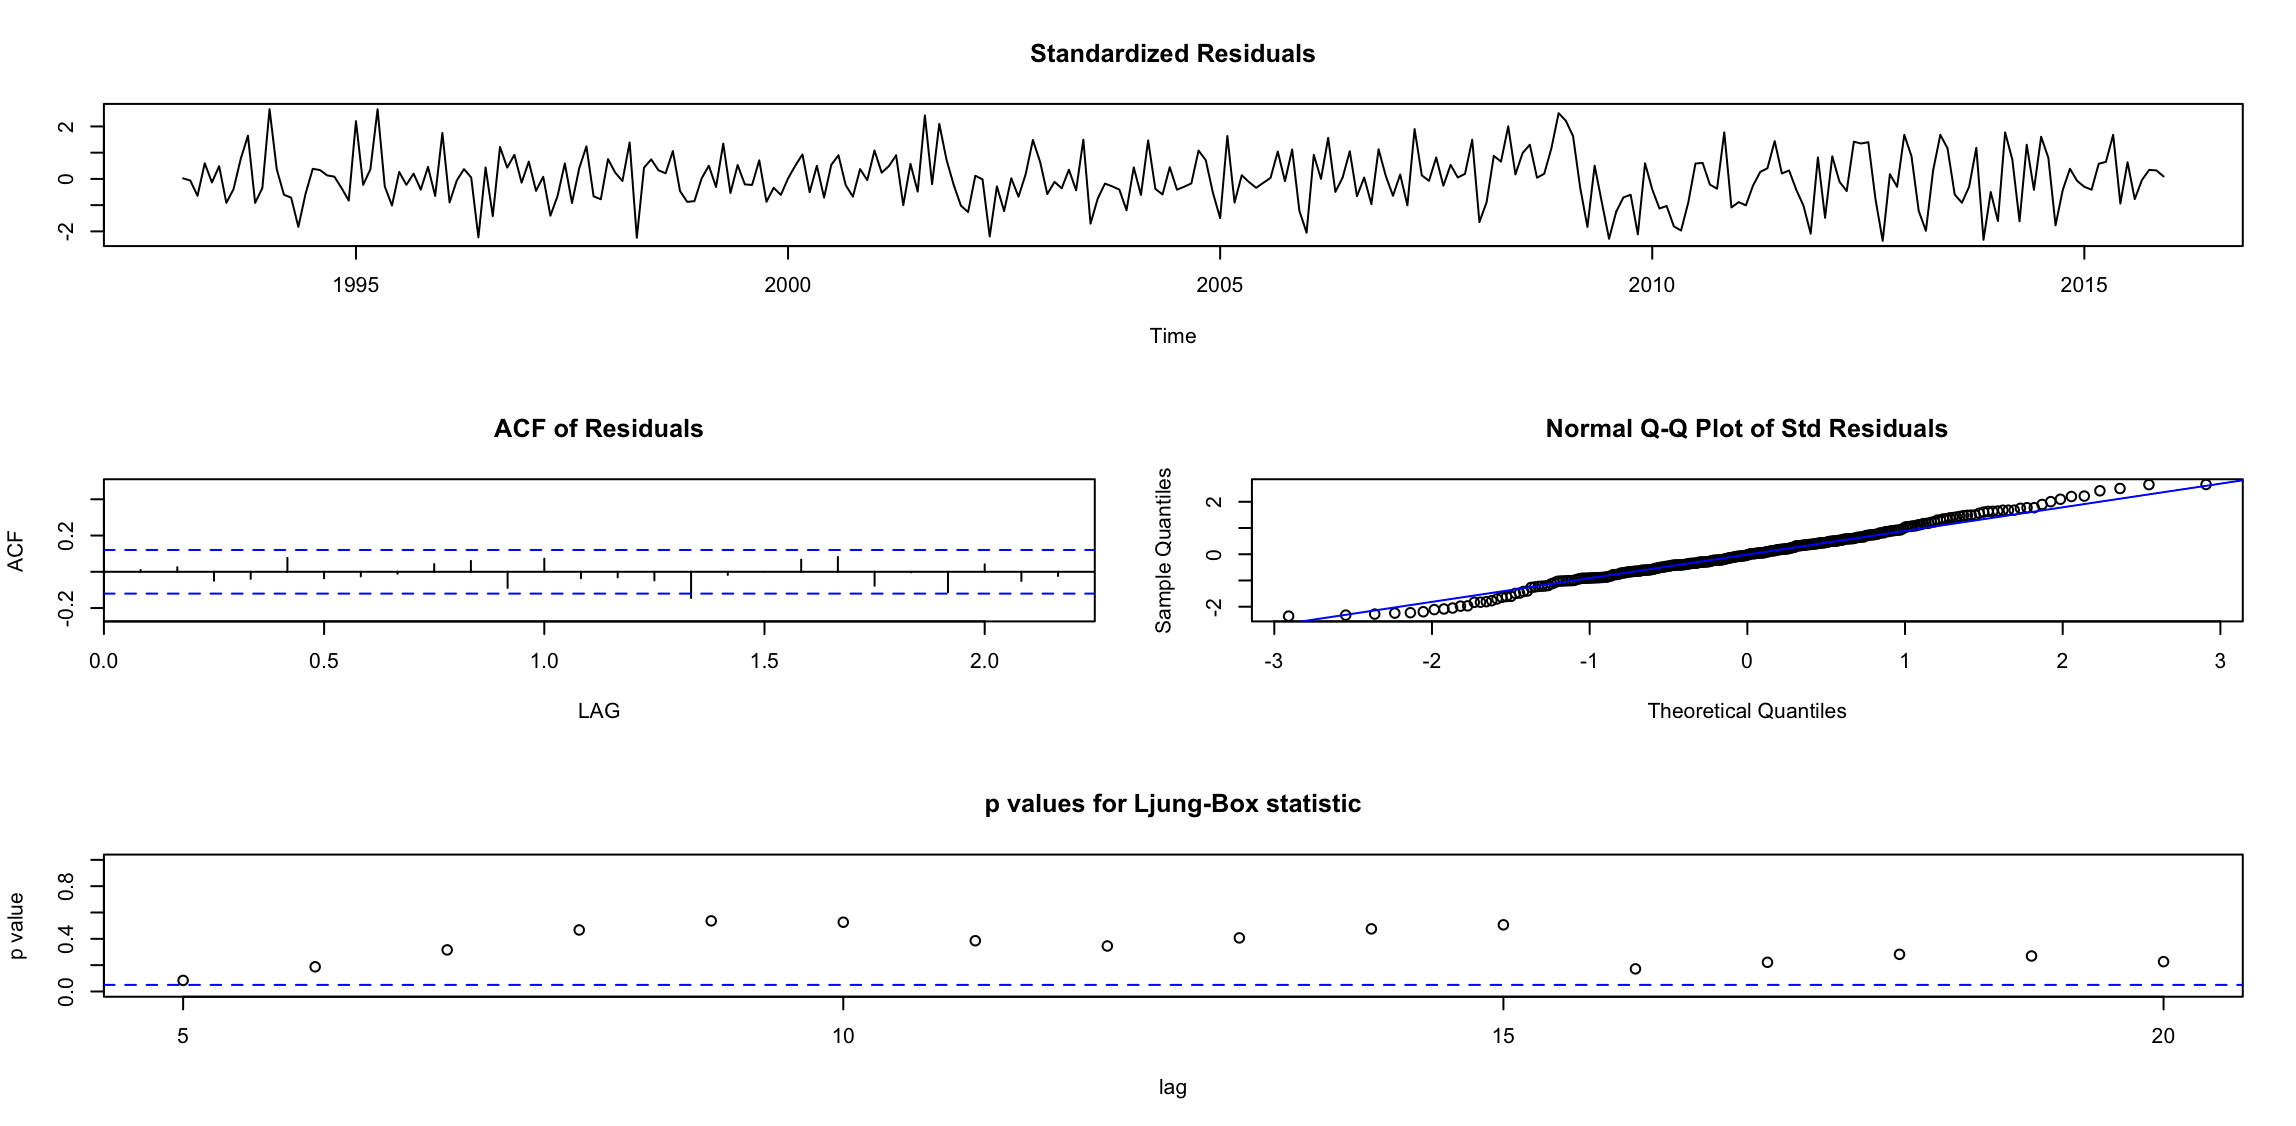 Standardized Residuals
2
0
-2
1995 2000 2005 2010 2015
Time
ACF of Residuals
ACF
0.2
-0.2
0.0 0.5 1.0 1.5 2.0
LAG
Normal Q-Q Plot of Std Residuals
Sample Quantiles
2
0
-2
-3 -2 -1 0 1 2 3
Theoretical Quantiles
p values for Ljung-Box statistic
p value
0.8
0.4
0.0
5 10 15 20
lag